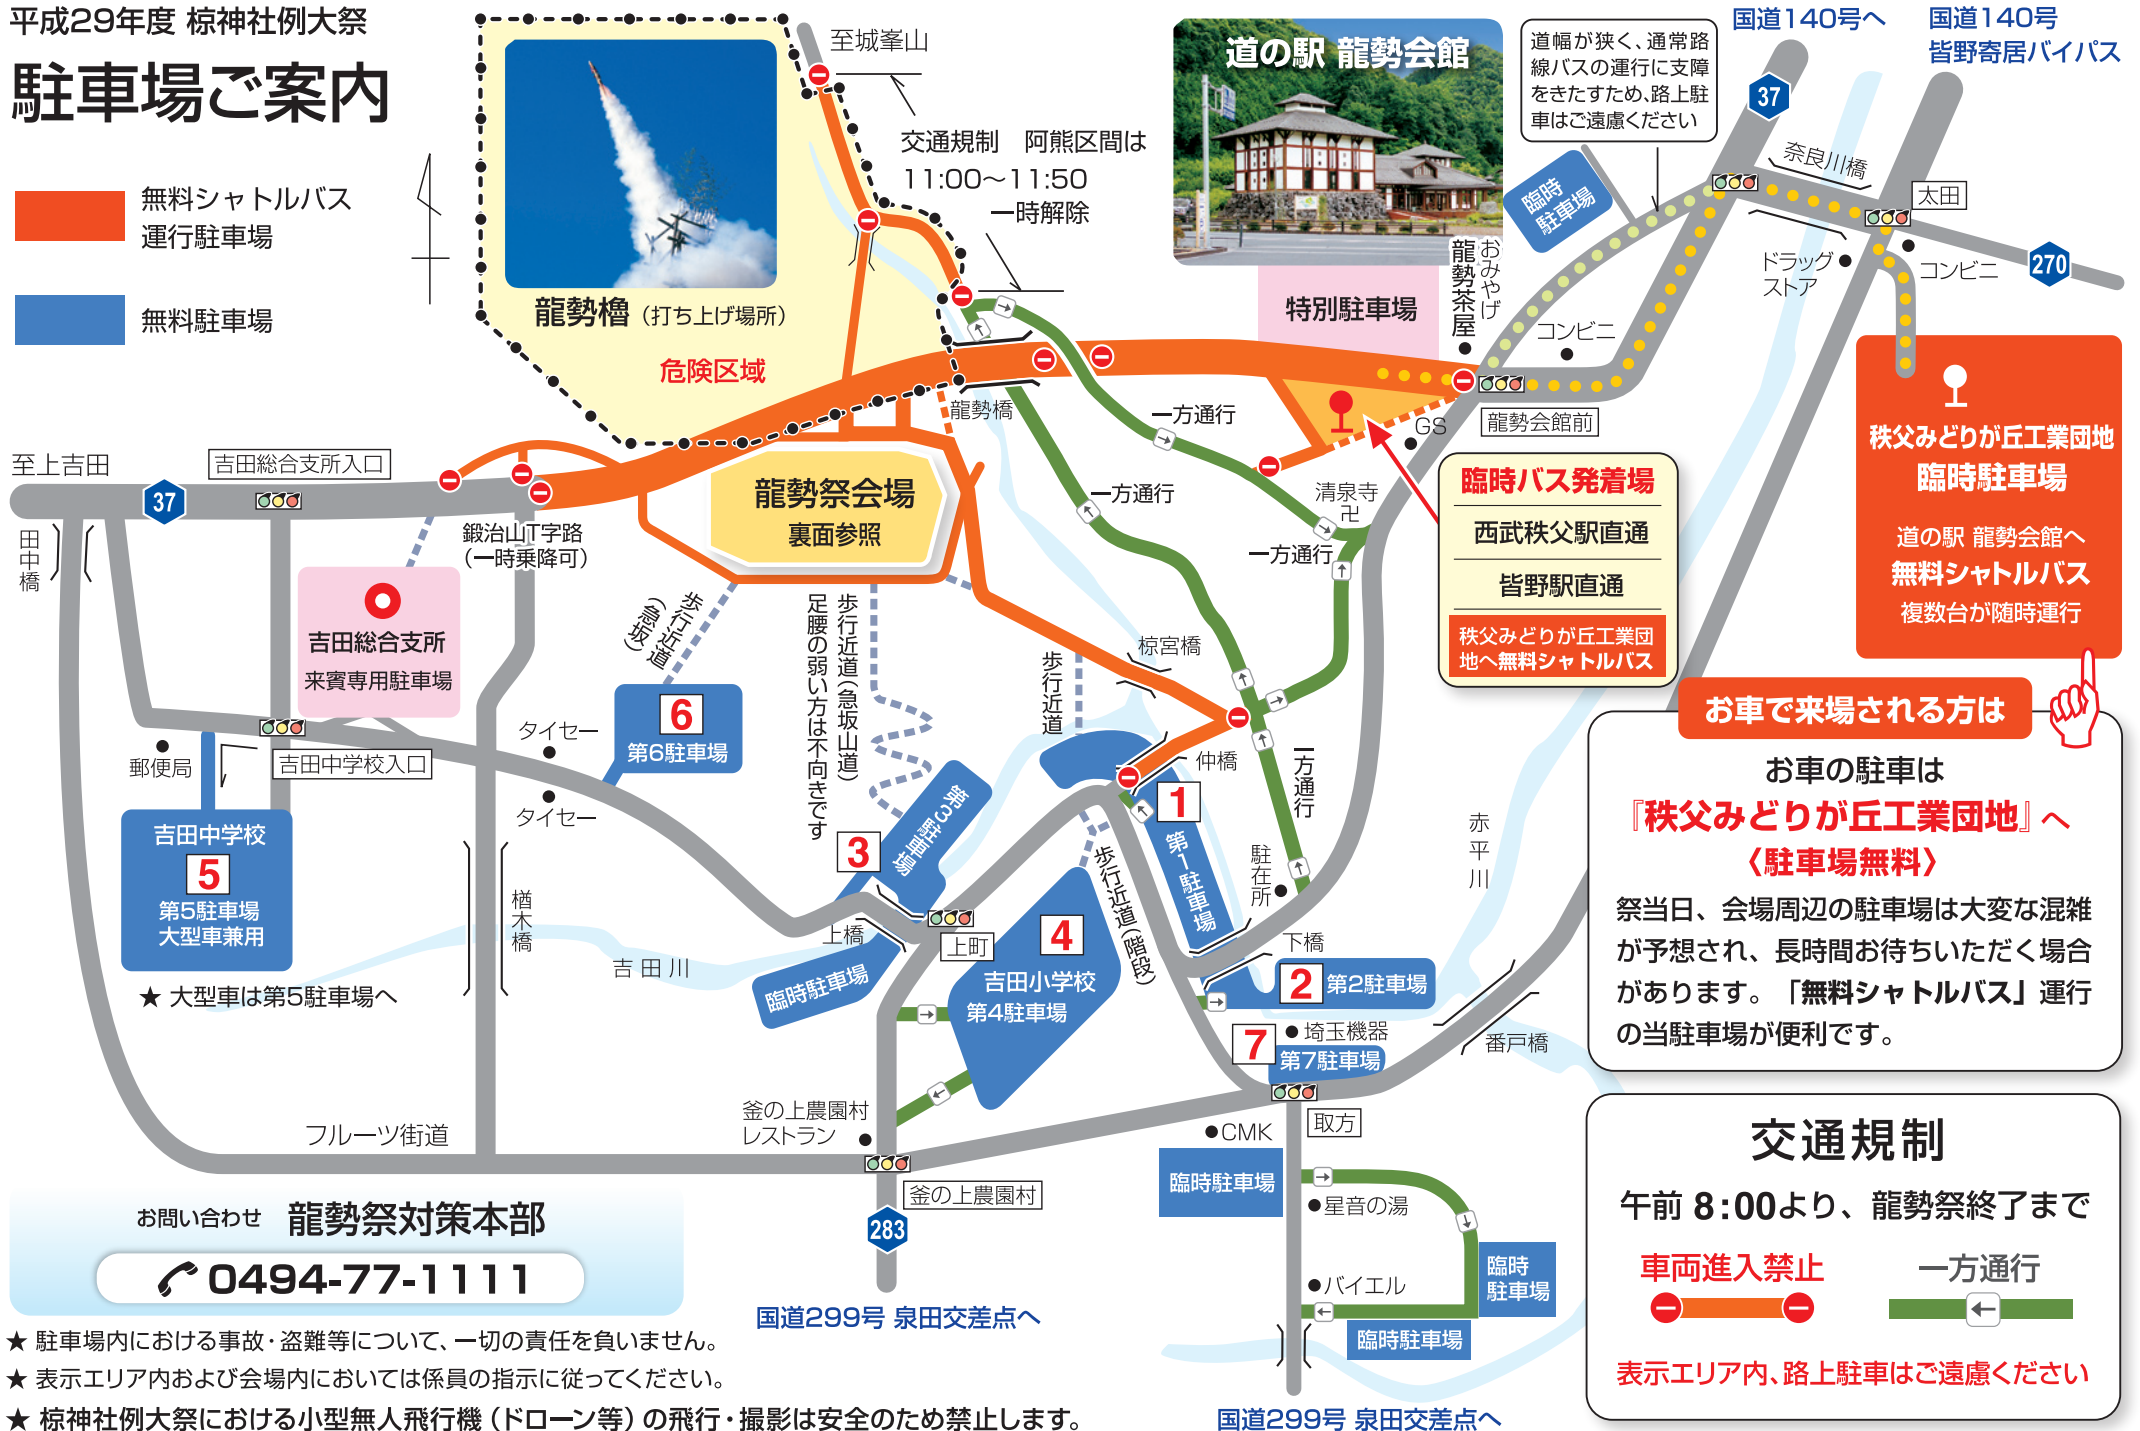 平成29年度 椋神社例大祭
駐車場ご案内
無料シャトルバス
運行駐車場
無料駐車場
龍勢櫓（打ち上げ場所）
危険区域
至城峯山
交通規制　阿熊区間は
11:00～11:50
一時解除
道の駅 龍勢会館
特別駐車場
おみやげ
龍勢茶屋
道幅が狭く、通常路
線バスの運行に支障
をきたすため、路上駐
車はご遠慮ください
国道140号へ
国道140号
皆野寄居バイパス
37
臨時
駐車場
奈良川橋
太田
ドラッグ
ストア
コンビニ
270
コンビニ
龍勢会館前
GS
龍勢橋
一方通行
一方通行
一方通行
清泉寺
卍
臨時バス発着場
西武秩父駅直通
皆野駅直通
秩父みどりが丘工業団
地へ無料シャトルバス
秩父みどりが丘工業団地
臨時駐車場
道の駅 龍勢会館へ
無料シャトルバス
複数台が随時運行
至上吉田
37
吉田総合支所入口
鍛治山T字路
（一時乗降可）
龍勢祭会場
裏面参照
田中橋
吉田総合支所
来賓専用駐車場
歩行近道
（急坂）
歩行近道（急坂山道）
足腰の弱い方は不向きです
歩行近道
椋宮橋
6
第6駐車場
タイセー
タイセー
郵便局
吉田中学校入口
吉田中学校
5
第5駐車場
大型車兼用
★ 大型車は第5駐車場へ
楢木橋
吉田川
3
第3駐車場
上橋
上町
臨時駐車場
4
吉田小学校
第4駐車場
歩行近道（階段）
仲橋
1
第1駐車場
一方通行
駐在所
下橋
2
第2駐車場
赤平川
7
埼玉機器
第7駐車場
番戸橋
取方
CMK
臨時駐車場
星音の湯
バイエル
臨時
駐車場
臨時駐車場
国道299号 泉田交差点へ
釜の上農園村
レストラン
釜の上農園村
283
国道299号 泉田交差点へ
フルーツ街道
お車で来場される方は
お車の駐車は
『秩父みどりが丘工業団地』へ
〈駐車場無料〉
祭当日、会場周辺の駐車場は大変な混雑
が予想され、長時間お待ちいただく場合
があります。「無料シャトルバス」運行
の当駐車場が便利です。
交通規制
午前 8:00より、龍勢祭終了まで
車両進入禁止
一方通行
表示エリア内、路上駐車はご遠慮ください
お問い合わせ　龍勢祭対策本部
0494-77-1111
★ 駐車場内における事故・盗難等について、一切の責任を負いません。
★ 表示エリア内および会場内においては係員の指示に従ってください。
★ 椋神社例大祭における小型無人飛行機（ドローン等）の飛行・撮影は安全のため禁止します。